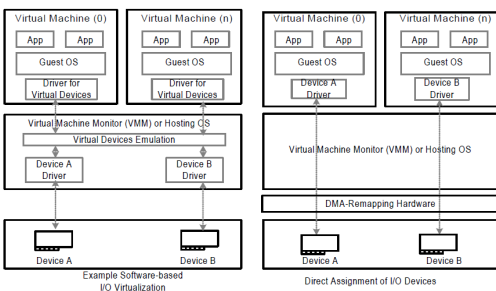 Virtual Machine (0)
App App
Guest OS
Driver for
Virtual Devices
Virtual Machine (n)
App App
Guest OS
Driver for
Virtual Devices
Virtual Machine Monitor (VMM) or Hosting OS
Virtual Devices Emulation
Device A
Driver
Device B
Driver
Device A
Device B
Example Software-based
I/O Virtualization
Virtual Machine (0)
App App
Guest OS
Device A
Driver
Virtual Machine (n)
App App
Guest OS
Device B
Driver
Virtual Machine Monitor (VMM) or Hosting OS
DMA-Remapping Hardware
Device A
Device B
Direct Assignment of I/O Devices